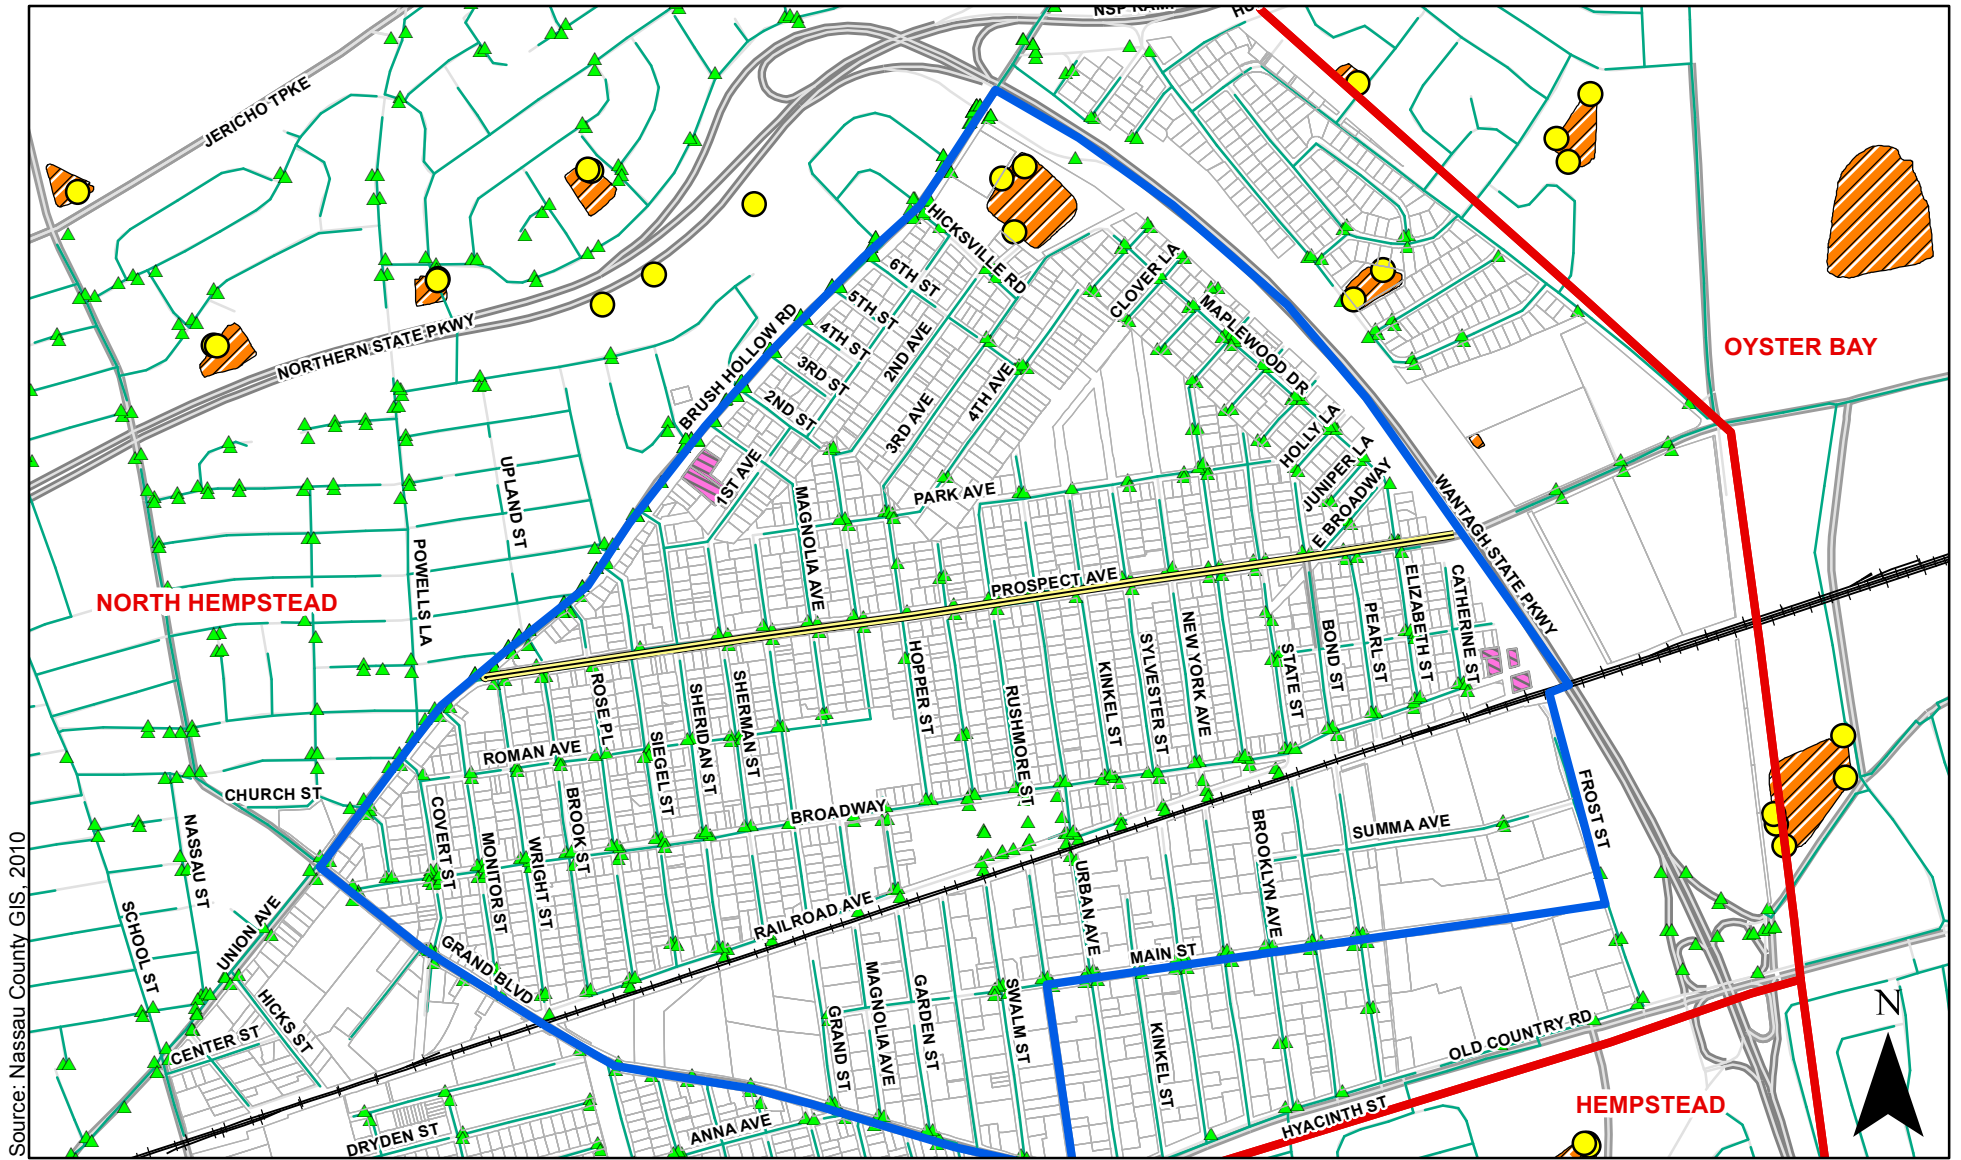 NSP RAMP
JERICHO TPKE
HICKSVILLE RD
CLOVER LA
6TH ST
5TH ST
MAPLEWOOD DR
4TH ST
2ND AVE
NORTHERN STATE PKWY
BRUSH HOLLOW RD
OYSTER BAY
3RD ST
4TH AVE
2ND ST
3RD AVE
HOLLY LA
JUNIPER LA
1ST AVE
PARK AVE
E BROADWAY
UPLAND ST
MAGNOLIA AVE
WANTAGH STATE PKWY
POWELLS LA
PROSPECT AVE
NORTH HEMPSTEAD
ELIZABETH ST
CATHERINE ST
PEARL ST
BOND ST
NEW YORK AVE
SYLVESTER ST
STATE ST
HOPPER ST
KINKEL ST
ROSE PL
SHERMAN ST
SHERIDAN ST
RUSHMORE ST
SIEGEL ST
ROMAN AVE
CHURCH ST
BROADWAY
COVERT ST
BROOK ST
FROST ST
BROOKLYN AVE
SUMMA AVE
NASSAU ST
MONITOR ST
WRIGHT ST
URBAN AVE
RAILROAD AVE
SCHOOL ST
UNION AVE
GRAND BLVD
MAIN ST
MAGNOLIA AVE
GARDEN ST
SWALM ST
GRAND ST
HICKS ST
CENTER ST
KINKEL ST
OLD COUNTRY RD
N
HEMPSTEAD
HYACINTH ST
ANNA AVE
DRYDEN ST
Source: Nassau County GIS, 2010